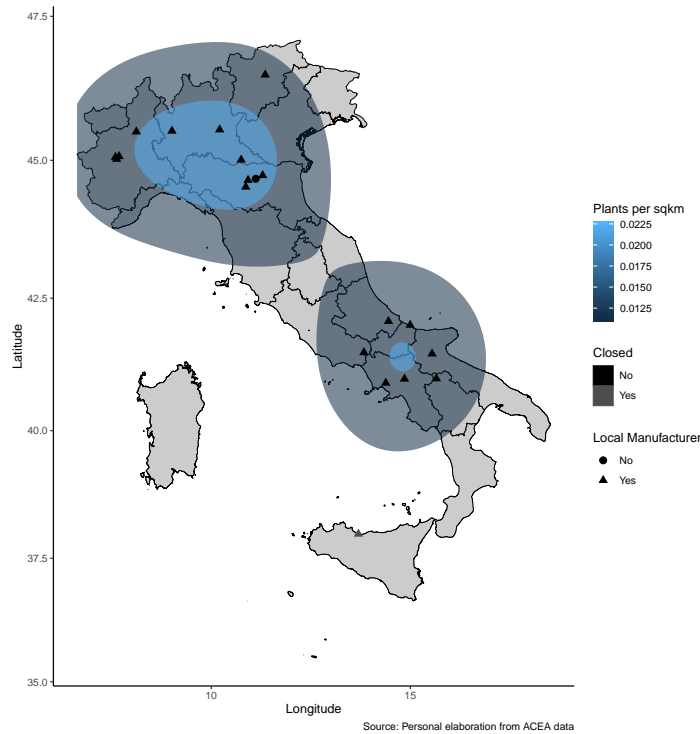 47.5
45.0
42.5
40.0
37.5
35.0
Latitude
10
15
Longitude
Source: Personal elaboration from ACEA data
Plants per sqkm
0.0225
0.0200
0.0175
0.0150
0.0125
Closed
No
Yes
Local Manufacturer
No
Yes